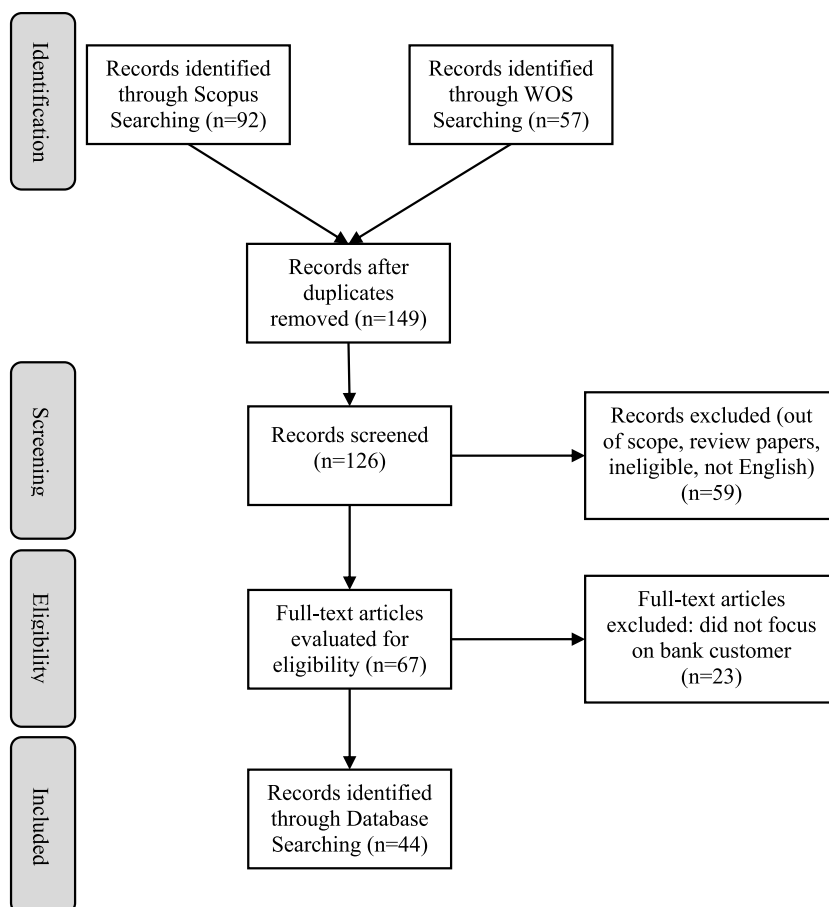 Identification
Records identified
through Scopus
Searching (n=92)
Records identified
through WOS
Searching (n=57)
Records after
duplicates
removed (n=149)
Screening
Records screened
(n=126)
Records excluded (out
of scope, review papers,
ineligible, not English)
(n=59)
Eligibility
Full-text articles
evaluated for
eligibility (n=67)
Full-text articles
excluded: did not focus
on bank customer
(n=23)
Included
Records identified
through Database
Searching (n=44)